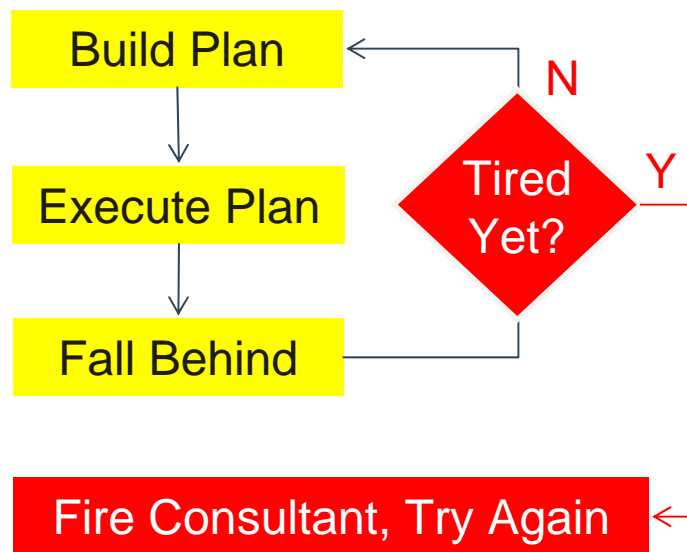 Build Plan
N
Tired
Yet?
Y
Execute Plan
Fall Behind
Fire Consultant, Try Again